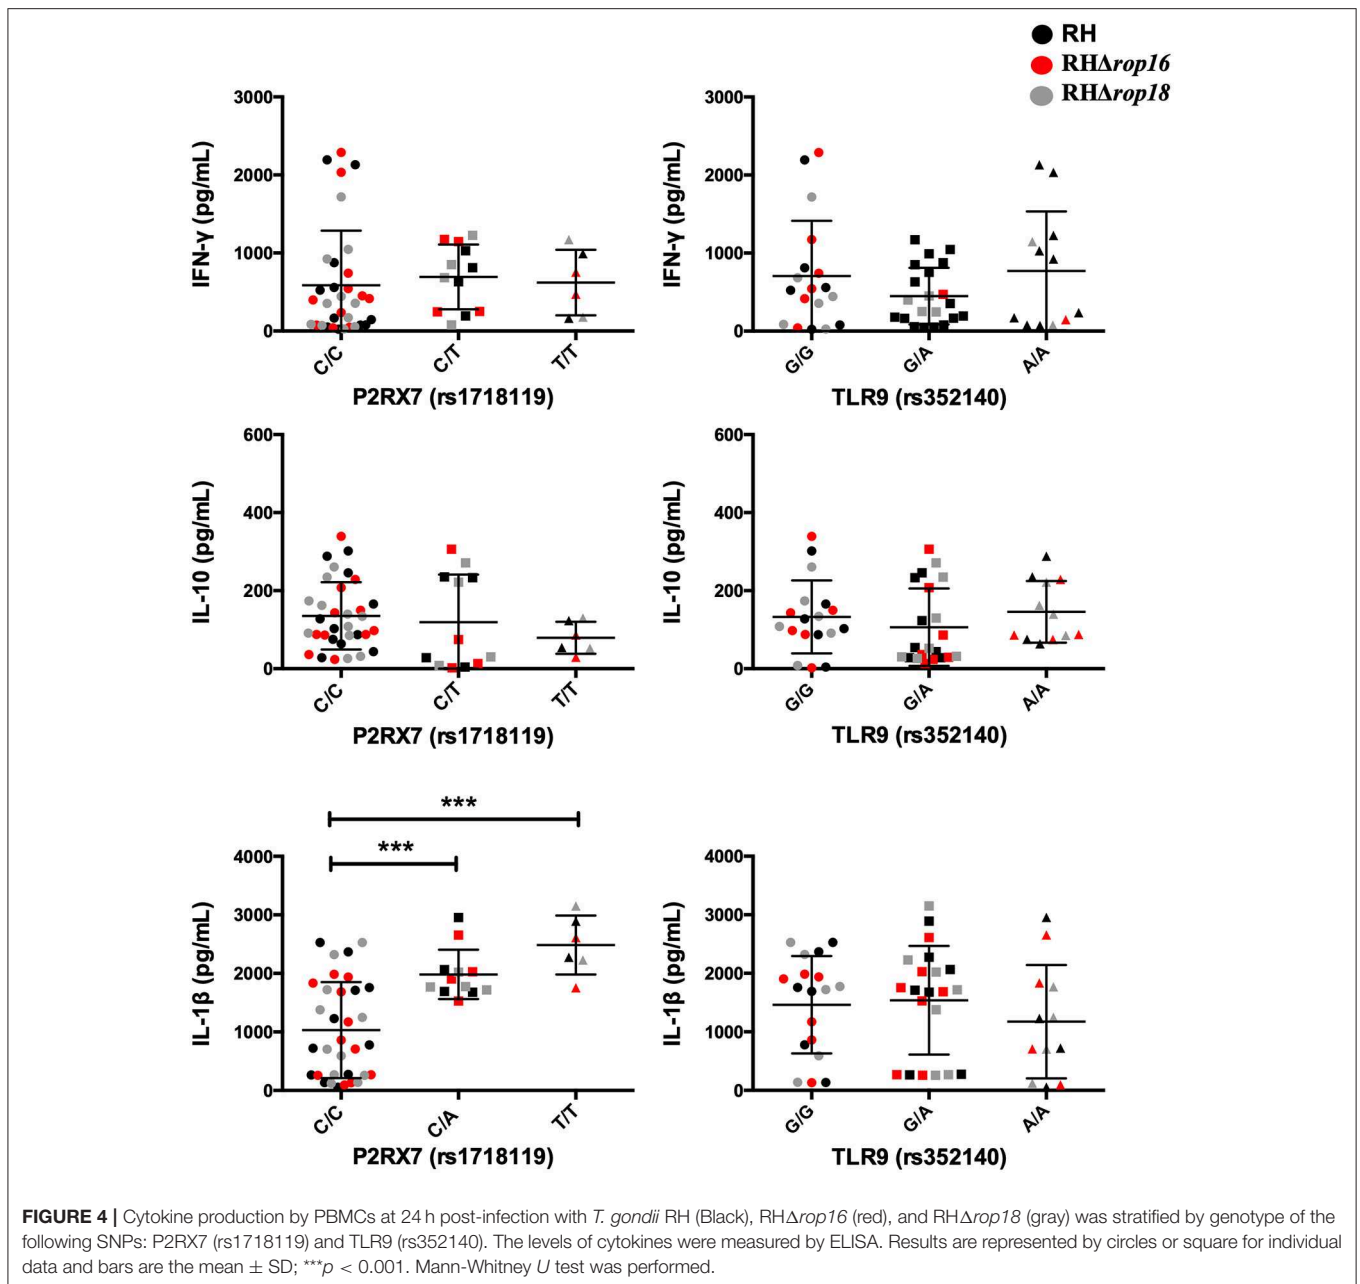 RH
RHΔrop16
RHΔrop18
IFN-γ (pg/mL)
3000
2000
1000
0
C/C
C/T
T/T
P2RX7 (rs1718119)
IFN-γ (pg/mL)
3000
2000
1000
0
G/G
G/A
A/A
TLR9 (rs352140)
IL-10 (pg/mL)
600
400
200
0
C/C
C/T
T/T
P2RX7 (rs1718119)
IL-10 (pg/mL)
600
400
200
0
G/G
G/A
A/A
TLR9 (rs352140)
***
***
IL-1β (pg/mL)
4000
3000
2000
1000
0
C/C
C/A
T/T
P2RX7 (rs1718119)
IL-1β (pg/mL)
4000
3000
2000
1000
0
G/G
G/A
A/A
TLR9 (rs352140)
FIGURE 4 | Cytokine production by PBMCs at 24 h post-infection with T. gondii RH (Black), RHΔrop16 (red), and RHΔrop18 (gray) was stratified by genotype of the
following SNPs: P2RX7 (rs1718119) and TLR9 (rs352140). The levels of cytokines were measured by ELISA. Results are represented by circles or square for individual
data and bars are the mean ± SD; ***p < 0.001. Mann-Whitney U test was performed.